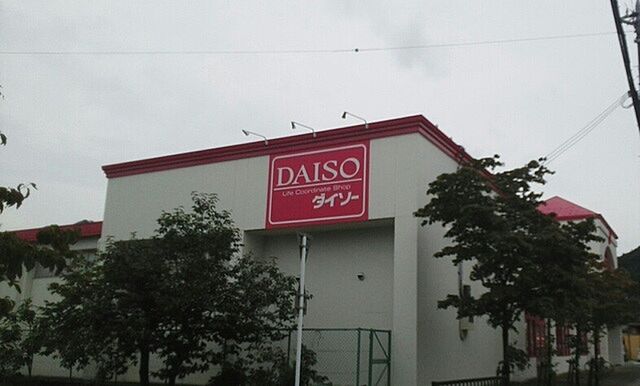 DAISO
Life Coordinate Shop
ダイソー